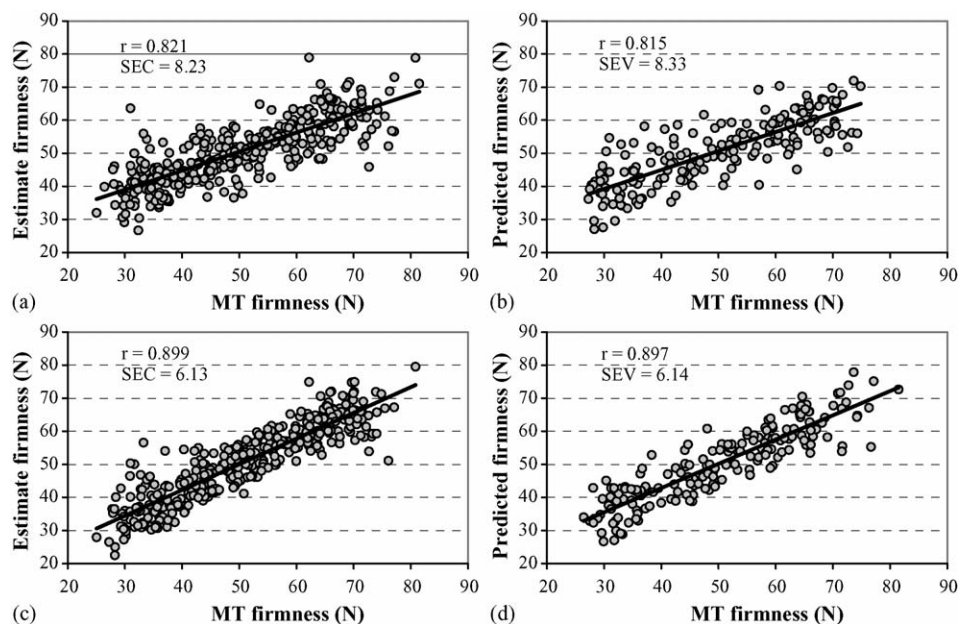 90
80
70
60
50
40
30
20
Estimate firmness (N)
r = 0.821
SEC = 8.23
20 30 40 50 60 70 80 90
(a) MT firmness (N)
90
80
70
60
50
40
30
20
Predicted firmness (N)
r = 0.815
SEV = 8.33
20 30 40 50 60 70 80 90
(b) MT firmness (N)
90
80
70
60
50
40
30
20
Estimate firmness (N)
r = 0.899
SEC = 6.13
20 30 40 50 60 70 80 90
(c) MT firmness (N)
90
80
70
60
50
40
30
20
Predicted firmness (N)
r = 0.897
SEV = 6.14
20 30 40 50 60 70 80 90
(d) MT firmness (N)